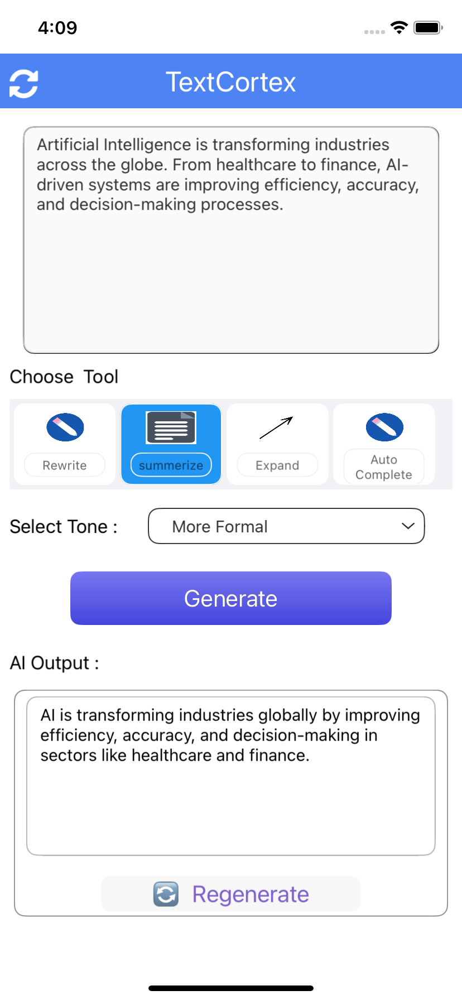 4:09
TextCortex
Artificial Intelligence is transforming industries
across the globe. From healthcare to finance, AI-
driven systems are improving efficiency, accuracy,
and decision-making processes.
Choose  Tool
Rewrite
summerize
Expand
Auto
Complete
Select Tone :
More Formal
Generate
AI Output :
AI is transforming industries globally by improving
efficiency, accuracy, and decision-making in
sectors like healthcare and finance.
Regenerate